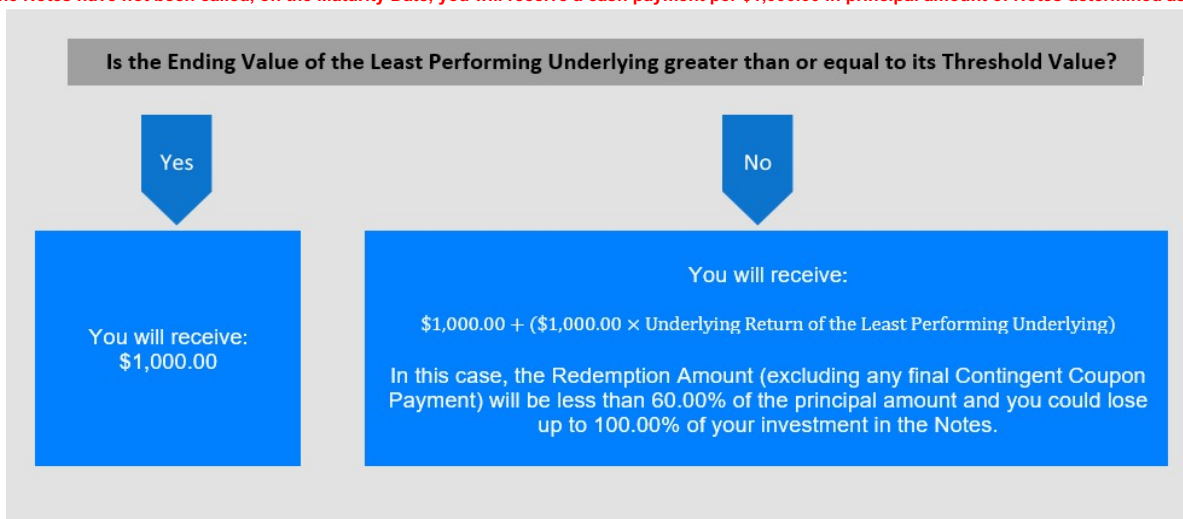 Is the Ending Value of the Least Performing Underlying greater than or equal to its Threshold Value?
Yes
No
You will receive:
$1,000.00
You will receive:
$1,000.00 + ($1,000.00 × Underlying Return of the Least Performing Underlying)
In this case, the Redemption Amount (excluding any final Contingent Coupon
Payment) will be less than 60.00% of the principal amount and you could lose
up to 100.00% of your investment in the Notes.